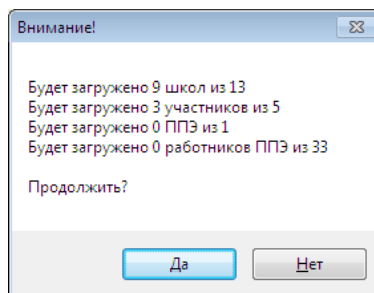 Внимание!
Будет загружено 9 школ из 13
Будет загружено 3 участников из 5
Будет загружено 0 ППЭ из 1
Будет загружено 0 работников ППЭ из 33
Продолжить?
Да
Нет